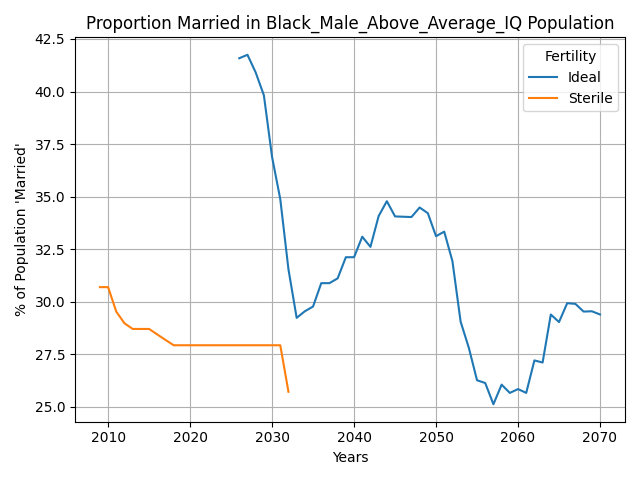 Proportion Married in Black_Male_Above_Average_IQ Population
42.5
40.0
37.5
35.0
32.5
30.0
27.5
25.0
% of Population 'Married'
Fertility
Ideal
Sterile
2010 2020 2030 2040 2050 2060 2070
Years